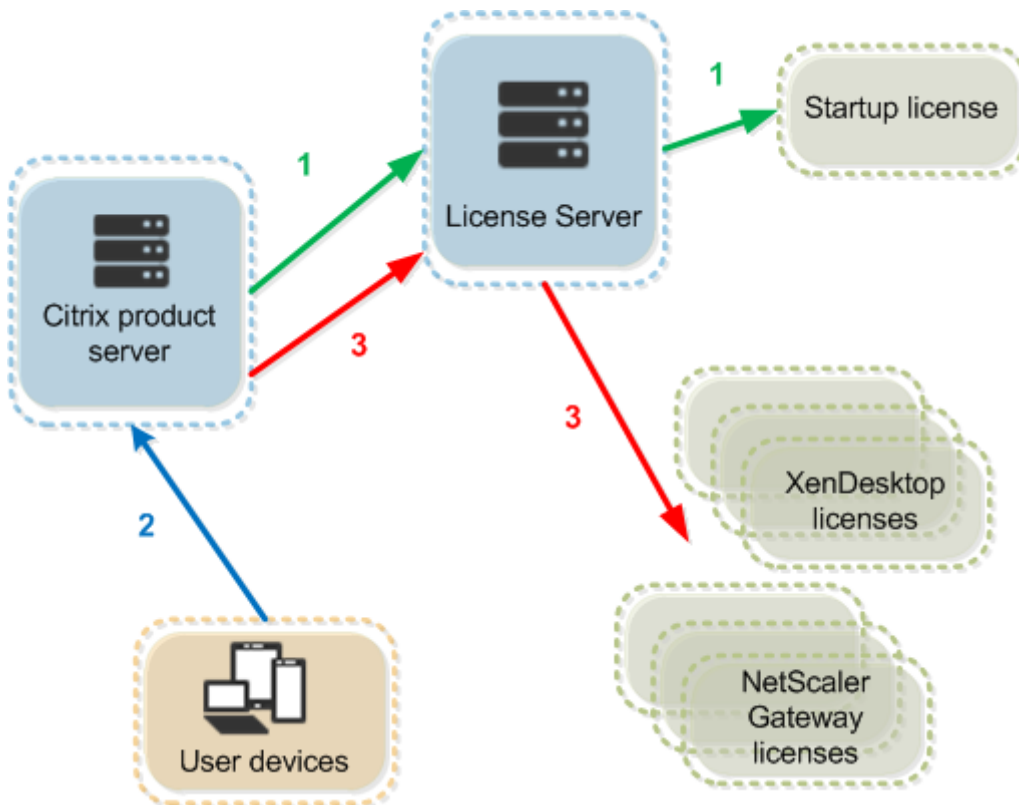 1
Startup license
License Server
1
Citrix product
server
3
3
XenDesktop
licenses
2
NetScaler
Gateway
licenses
User devices